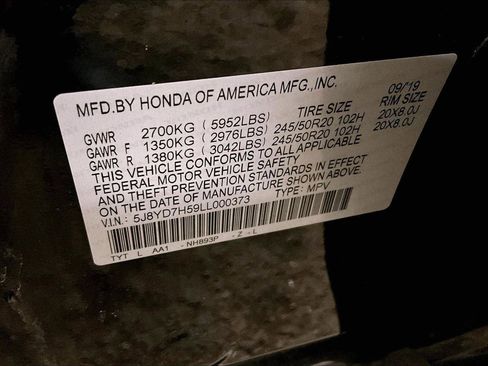 MFD.BY HONDA OF AMERICA MFG.,INC. 09/'19
TIRE SIZE RIM SIZE
GVWR 2700KG ( 5952LBS)
GAWR F 1350KG ( 2976LBS) 245/50R20 102H 20X8.0J
GAWR R 1380KG ( 3042LBS) 245/50R20 102H 20X8.0J
THIS VEHICLE CONFORMS TO ALL APPLICABLE
FEDERAL MOTOR VEHICLE SAFETY
AND THEFT PREVENTION STANDARDS IN EFFECT
ON THE DATE OF MANUFACTURE SHOWN ABOVE.
V.I.N.: 5J8YD7H59LL000373 TYPE: MPV
TYT L AA1 - NH893P - Z - L